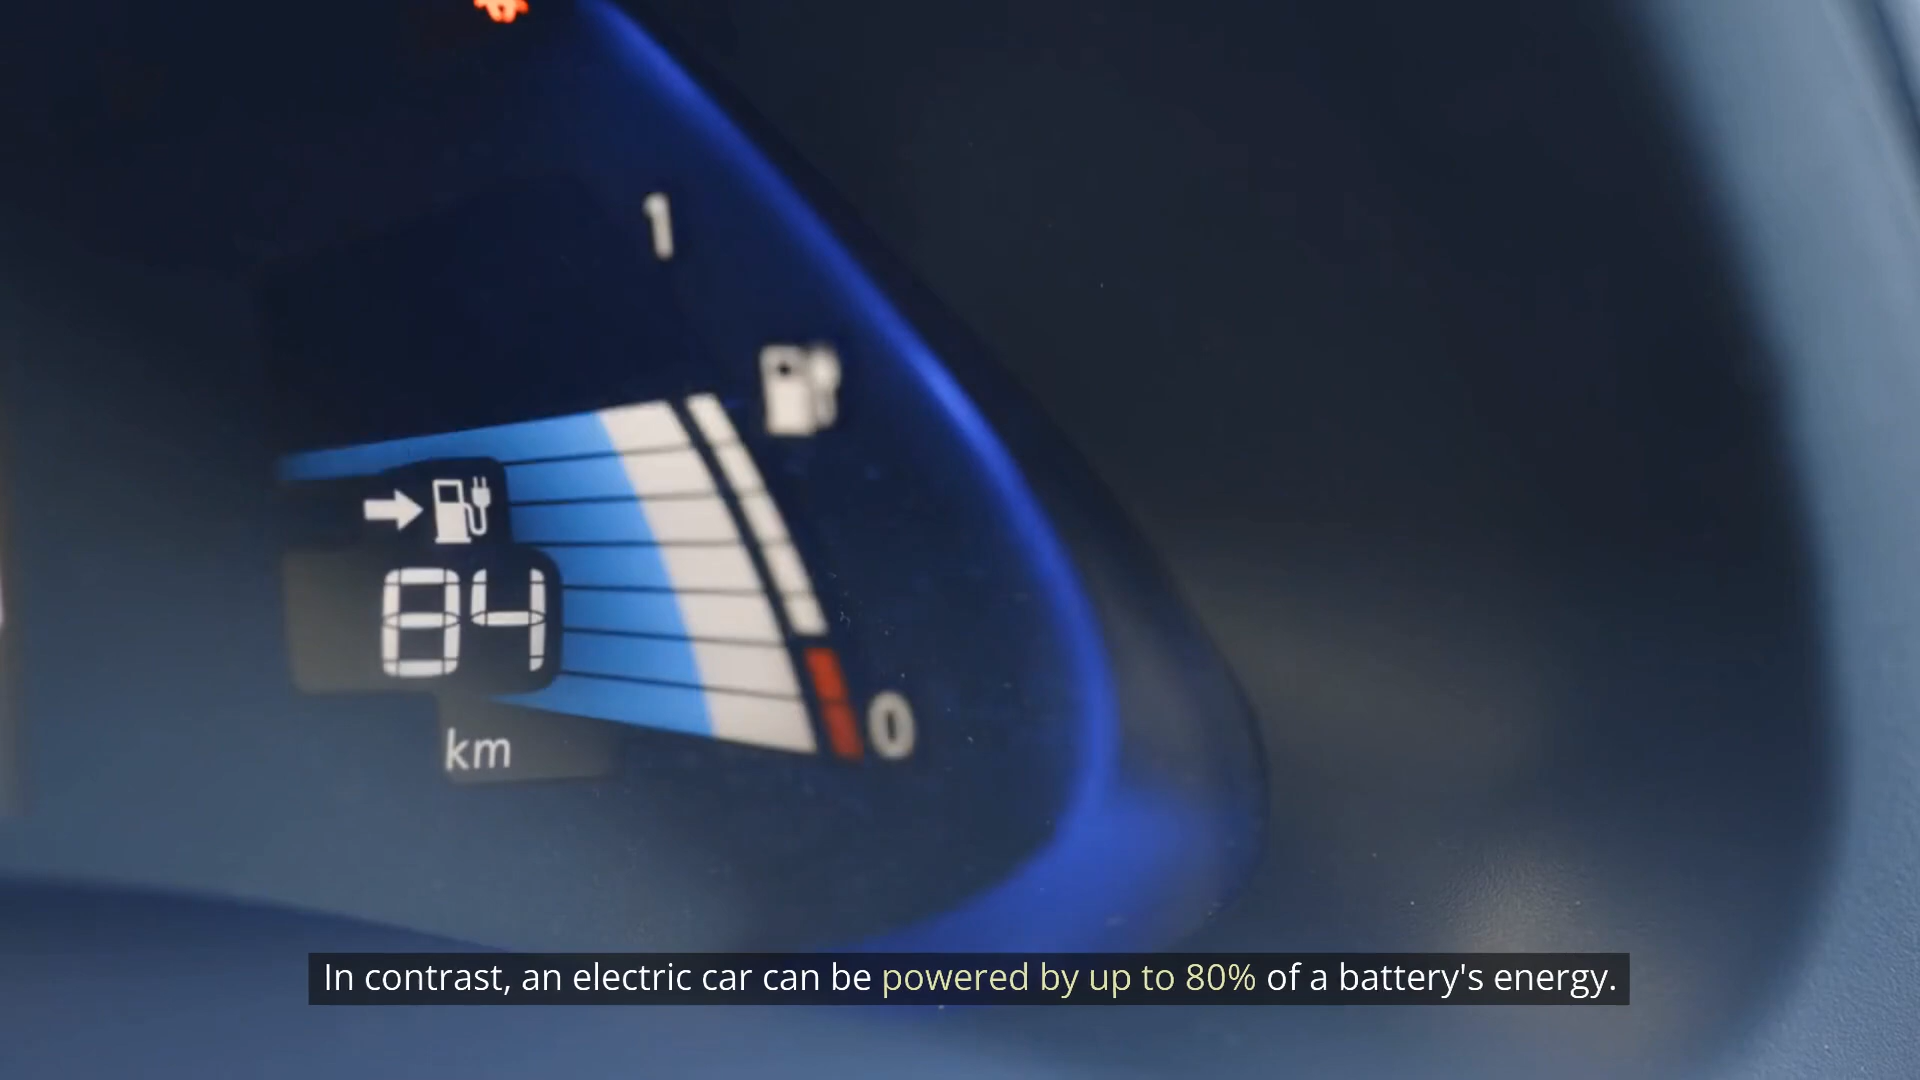 1
84
km
0
In contrast, an electric car can be powered by up to 80% of a battery's energy.